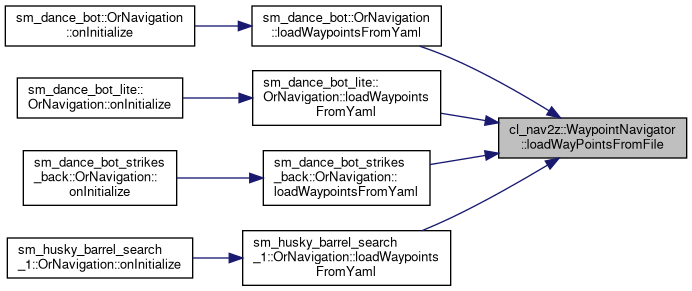 sm_dance_bot::OrNavigation
::onInitialize
sm_dance_bot::OrNavigation
::loadWaypointsFromYaml
sm_dance_bot_lite::
OrNavigation::onInitialize
sm_dance_bot_lite::
OrNavigation::loadWaypoints
FromYaml
cl_nav2z::WaypointNavigator
::loadWayPointsFromFile
sm_dance_bot_strikes
_back::OrNavigation::
onInitialize
sm_dance_bot_strikes
_back::OrNavigation::
loadWaypointsFromYaml
sm_husky_barrel_search
_1::OrNavigation::onInitialize
sm_husky_barrel_search
_1::OrNavigation::loadWaypoints
FromYaml